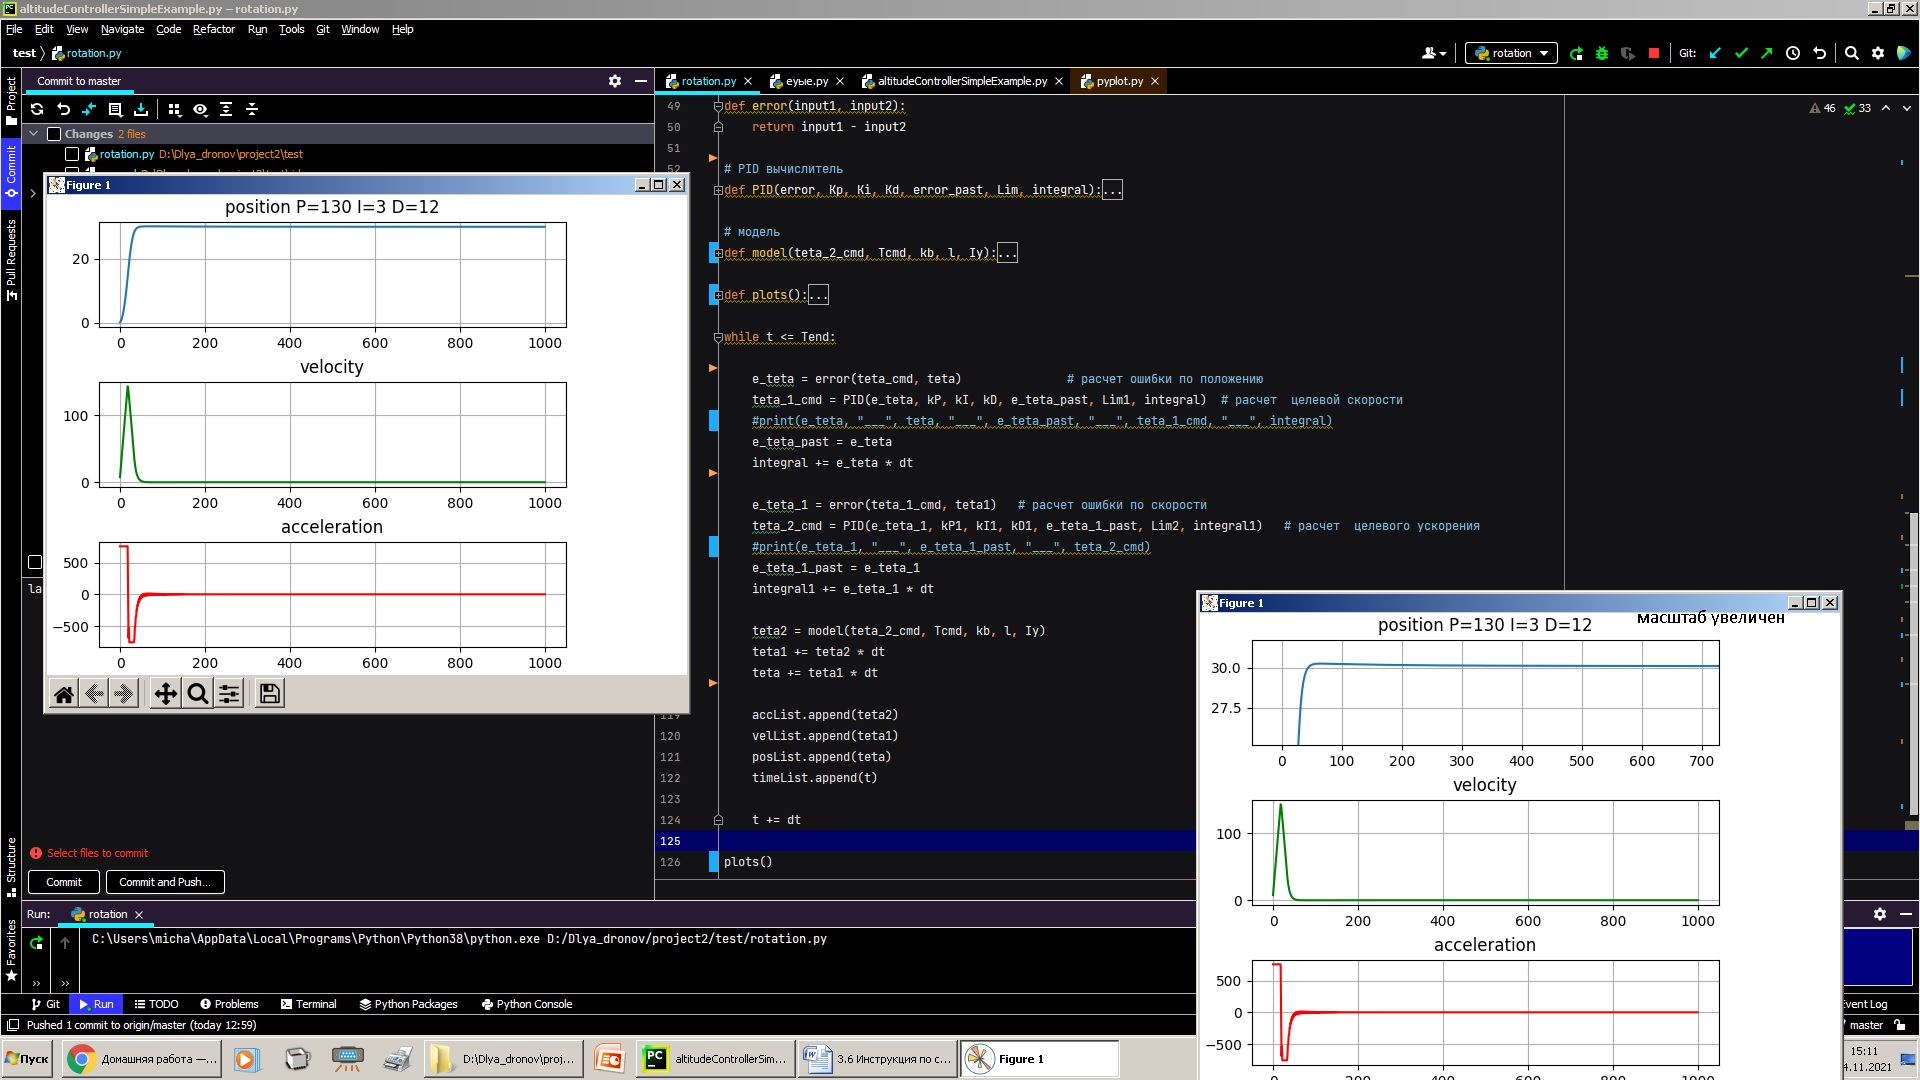 altitudeControllerSimpleExample.py – rotation.py
File Edit View Navigate Code Refactor Run Tools Git Window Help
test rotation.py
rotation
Git:
Project
Commit
Pull Requests
Structure
Favorites
Commit to master
Changes 2 files
rotation.py D:\Dlya_dronov\project2\test
la
Select files to commit
Commit
Commit and Push...
rotation.py
еуые.py
altitudeControllerSimpleExample.py
pyplot.py
46 33
49 def error(input1, input2):
50 return input1 - input2
51
52 # PID вычислитель
def PID(error, Kp, Ki, Kd, error_past, Lim, integral):...
# модель
def model(teta_2_cmd, Tcmd, kb, l, Iy):...
def plots():...
while t <= Tend:
e_teta = error(teta_cmd, teta) # расчет ошибки по положению
teta_1_cmd = PID(e_teta, kP, kI, kD, e_teta_past, Lim1, integral) # расчет целевой скорости
#print(e_teta, "___", teta, "___", e_teta_past, "___", teta_1_cmd, "___", integral)
e_teta_past = e_teta
integral += e_teta * dt
e_teta_1 = error(teta_1_cmd, teta1) # расчет ошибки по скорости
teta_2_cmd = PID(e_teta_1, kP1, kI1, kD1, e_teta_1_past, Lim2, integral1) # расчет целевого ускорения
#print(e_teta_1, "___", e_teta_1_past, "___", teta_2_cmd)
e_teta_1_past = e_teta_1
integral1 += e_teta_1 * dt
teta2 = model(teta_2_cmd, Tcmd, kb, l, Iy)
teta1 += teta2 * dt
teta += teta1 * dt
119 accList.append(teta2)
120 velList.append(teta1)
121 posList.append(teta)
122 timeList.append(t)
123
124 t += dt
125
126 plots()
Figure 1
position P=130 I=3 D=12
20
0
0 200 400 600 800 1000
velocity
100
0
0 200 400 600 800 1000
acceleration
500
0
−500
0 200 400 600 800 1000
Figure 1
масштаб увеличен
position P=130 I=3 D=12
30.0
27.5
0 100 200 300 400 500 600 700
velocity
100
0
0 200 400 600 800 1000
acceleration
500
0
−500
0 200 400 600 800 1000
Run: rotation
C:\Users\micha\AppData\Local\Programs\Python\Python38\python.exe D:/Dlya_dronov/project2/test/rotation.py
Git Run TODO Problems Terminal Python Packages Python Console
Event Log
Pushed 1 commit to origin/master (today 12:59)
master
Пуск
Домашняя работа —...
D:\Dlya_dronov\proj...
altitudeControllerSim...
3.6 Инструкция по с...
Figure 1
15:11
4.11.2021